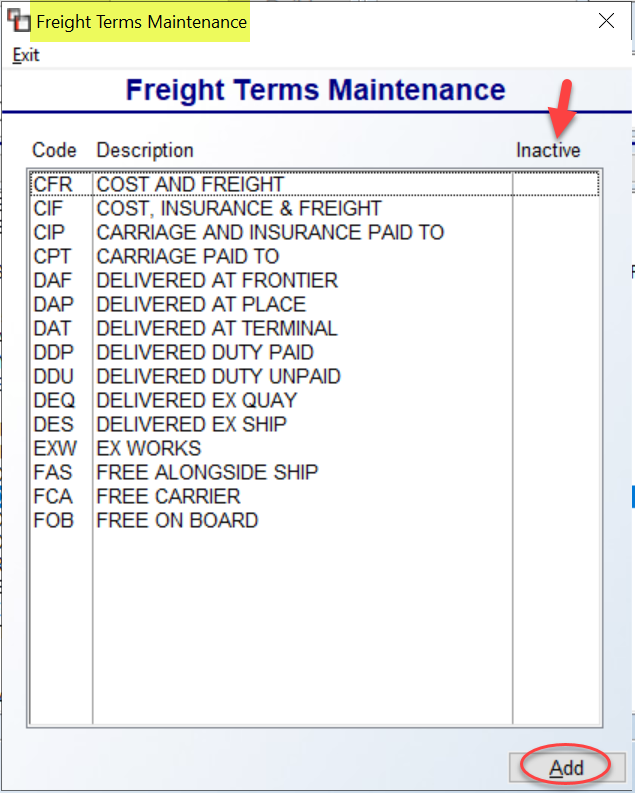 Freight Terms Maintenance
Exit
Freight Terms Maintenance
Code Description Inactive
CFR COST AND FREIGHT
CIF COST, INSURANCE & FREIGHT
CIP CARRIAGE AND INSURANCE PAID TO
CPT CARRIAGE PAID TO
DAF DELIVERED AT FRONTIER
DAP DELIVERED AT PLACE
DAT DELIVERED AT TERMINAL
DDP DELIVERED DUTY PAID
DDU DELIVERED DUTY UNPAID
DEQ DELIVERED EX QUAY
DES DELIVERED EX SHIP
EXW EX WORKS
FAS FREE ALONGSIDE SHIP
FCA FREE CARRIER
FOB FREE ON BOARD
Add